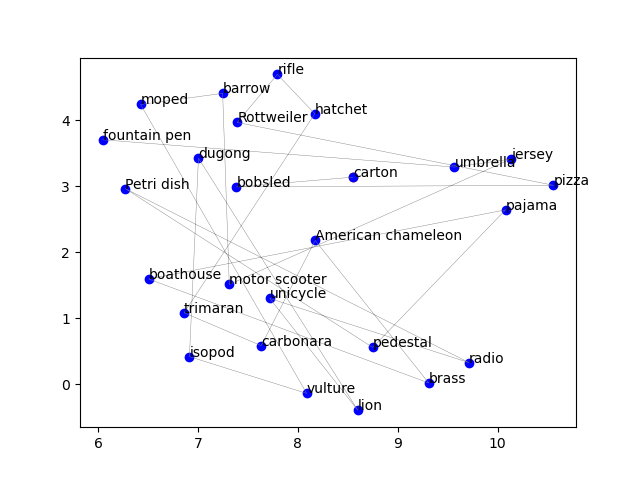 rifle
barrow
moped
hatchet
Rottweiler
fountain pen
dugong
jersey
umbrella
carton
pizza
Petri dish
bobsled
pajama
American chameleon
boathouse
motor scooter
unicycle
trimaran
carbonara
pedestal
isopod
radio
brass
vulture
lion
4
3
2
1
0
6 7 8 9 10